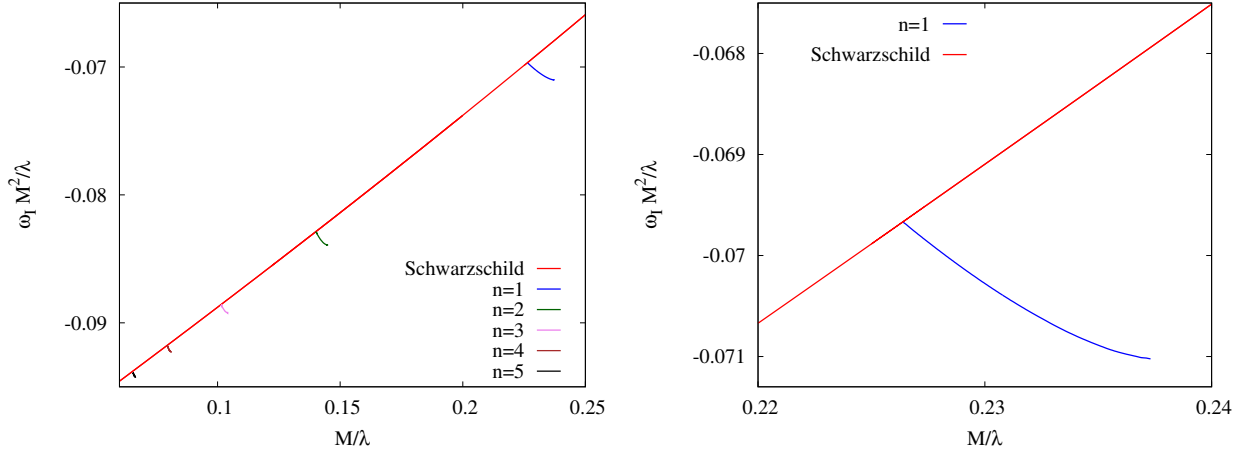 -0.07
-0.08
-0.09
0.1
0.15
0.2
0.25
ω_I M²/λ
M/λ
Schwarzschild
n=1
n=2
n=3
n=4
n=5
-0.068
-0.069
-0.07
-0.071
0.22
0.23
0.24
ω_I M²/λ
M/λ
n=1
Schwarzschild